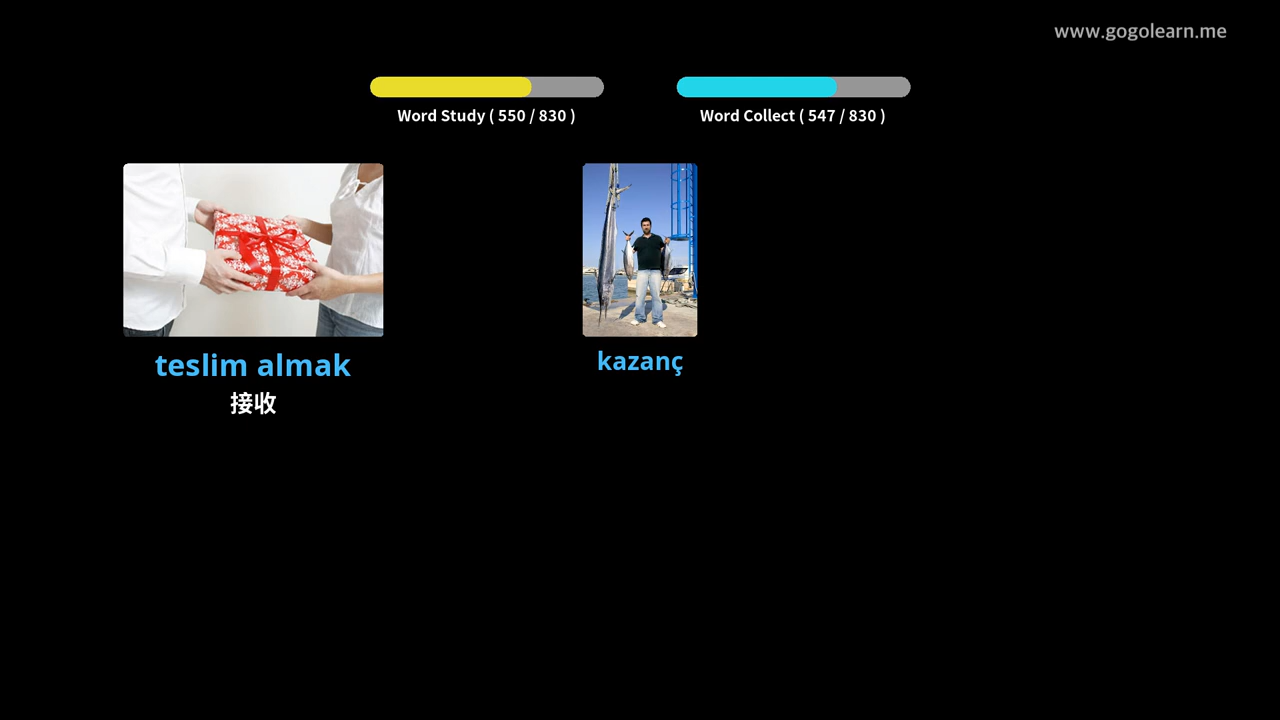 www.gogolearn.me
Word Study ( 550 / 830 )
Word Collect ( 547 / 830 )
teslim almak
接收
kazanç